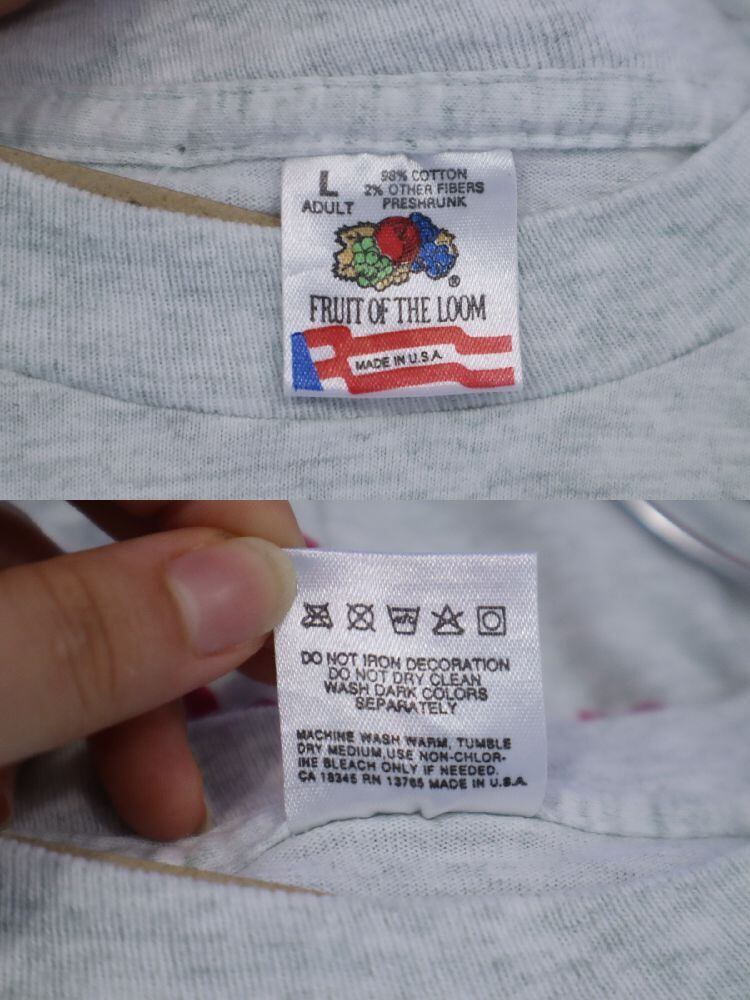 L
ADULT
98% COTTON
2% OTHER FIBERS
PRESHRUNK
®
FRUIT OF THE LOOM
MADE IN U.S.A.
DO NOT IRON DECORATION
DO NOT DRY CLEAN
WASH DARK COLORS
SEPARATELY
MACHINE WASH WARM, TUMBLE
DRY MEDIUM, USE NON-CHLOR-
INE BLEACH ONLY IF NEEDED.
CA 18345 RN 13765 MADE IN U.S.A.